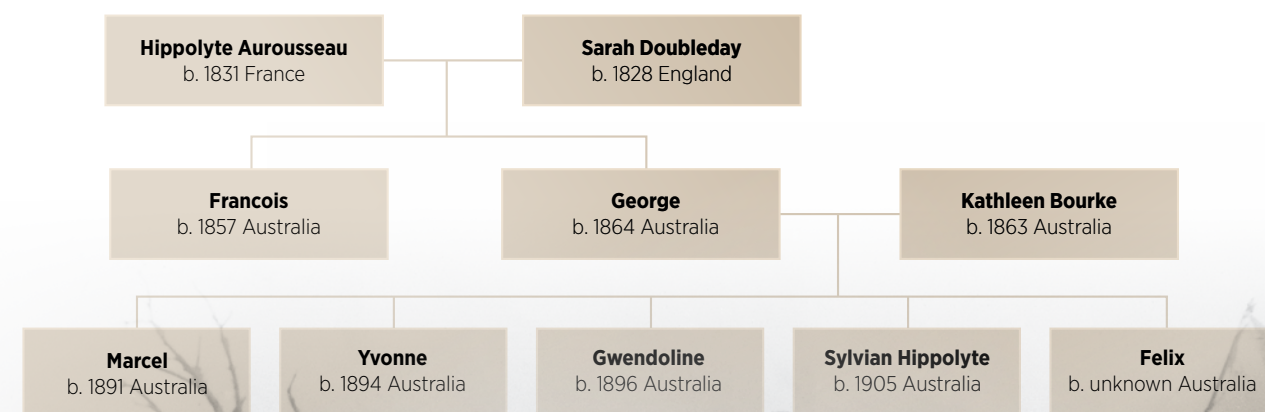 Hippolyte Aurousseau
b. 1831 France
Sarah Doubleday
b. 1828 England
Francois
b. 1857 Australia
George
b. 1864 Australia
Kathleen Bourke
b. 1863 Australia
Marcel
b. 1891 Australia
Yvonne
b. 1894 Australia
Gwendoline
b. 1896 Australia
Sylvian Hippolyte
b. 1905 Australia
Felix
b. unknown Australia